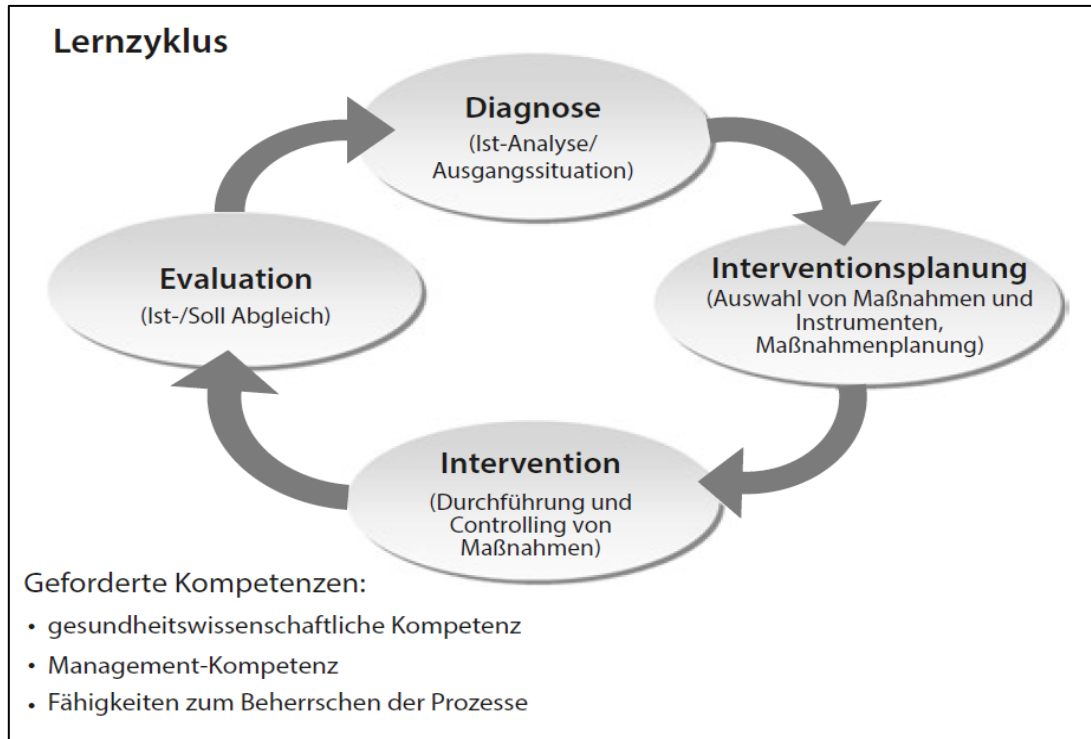 Lernzyklus
Diagnose
(Ist-Analyse/
Ausgangssituation)
Interventionsplanung
(Auswahl von Maßnahmen und
Instrumenten,
Maßnahmenplanung)
Evaluation
(Ist-/Soll Abgleich)
Intervention
(Durchführung und
Controlling von
Maßnahmen)
Geforderte Kompetenzen:
• gesundheitswissenschaftliche Kompetenz
• Management-Kompetenz
• Fähigkeiten zum Beherrschen der Prozesse